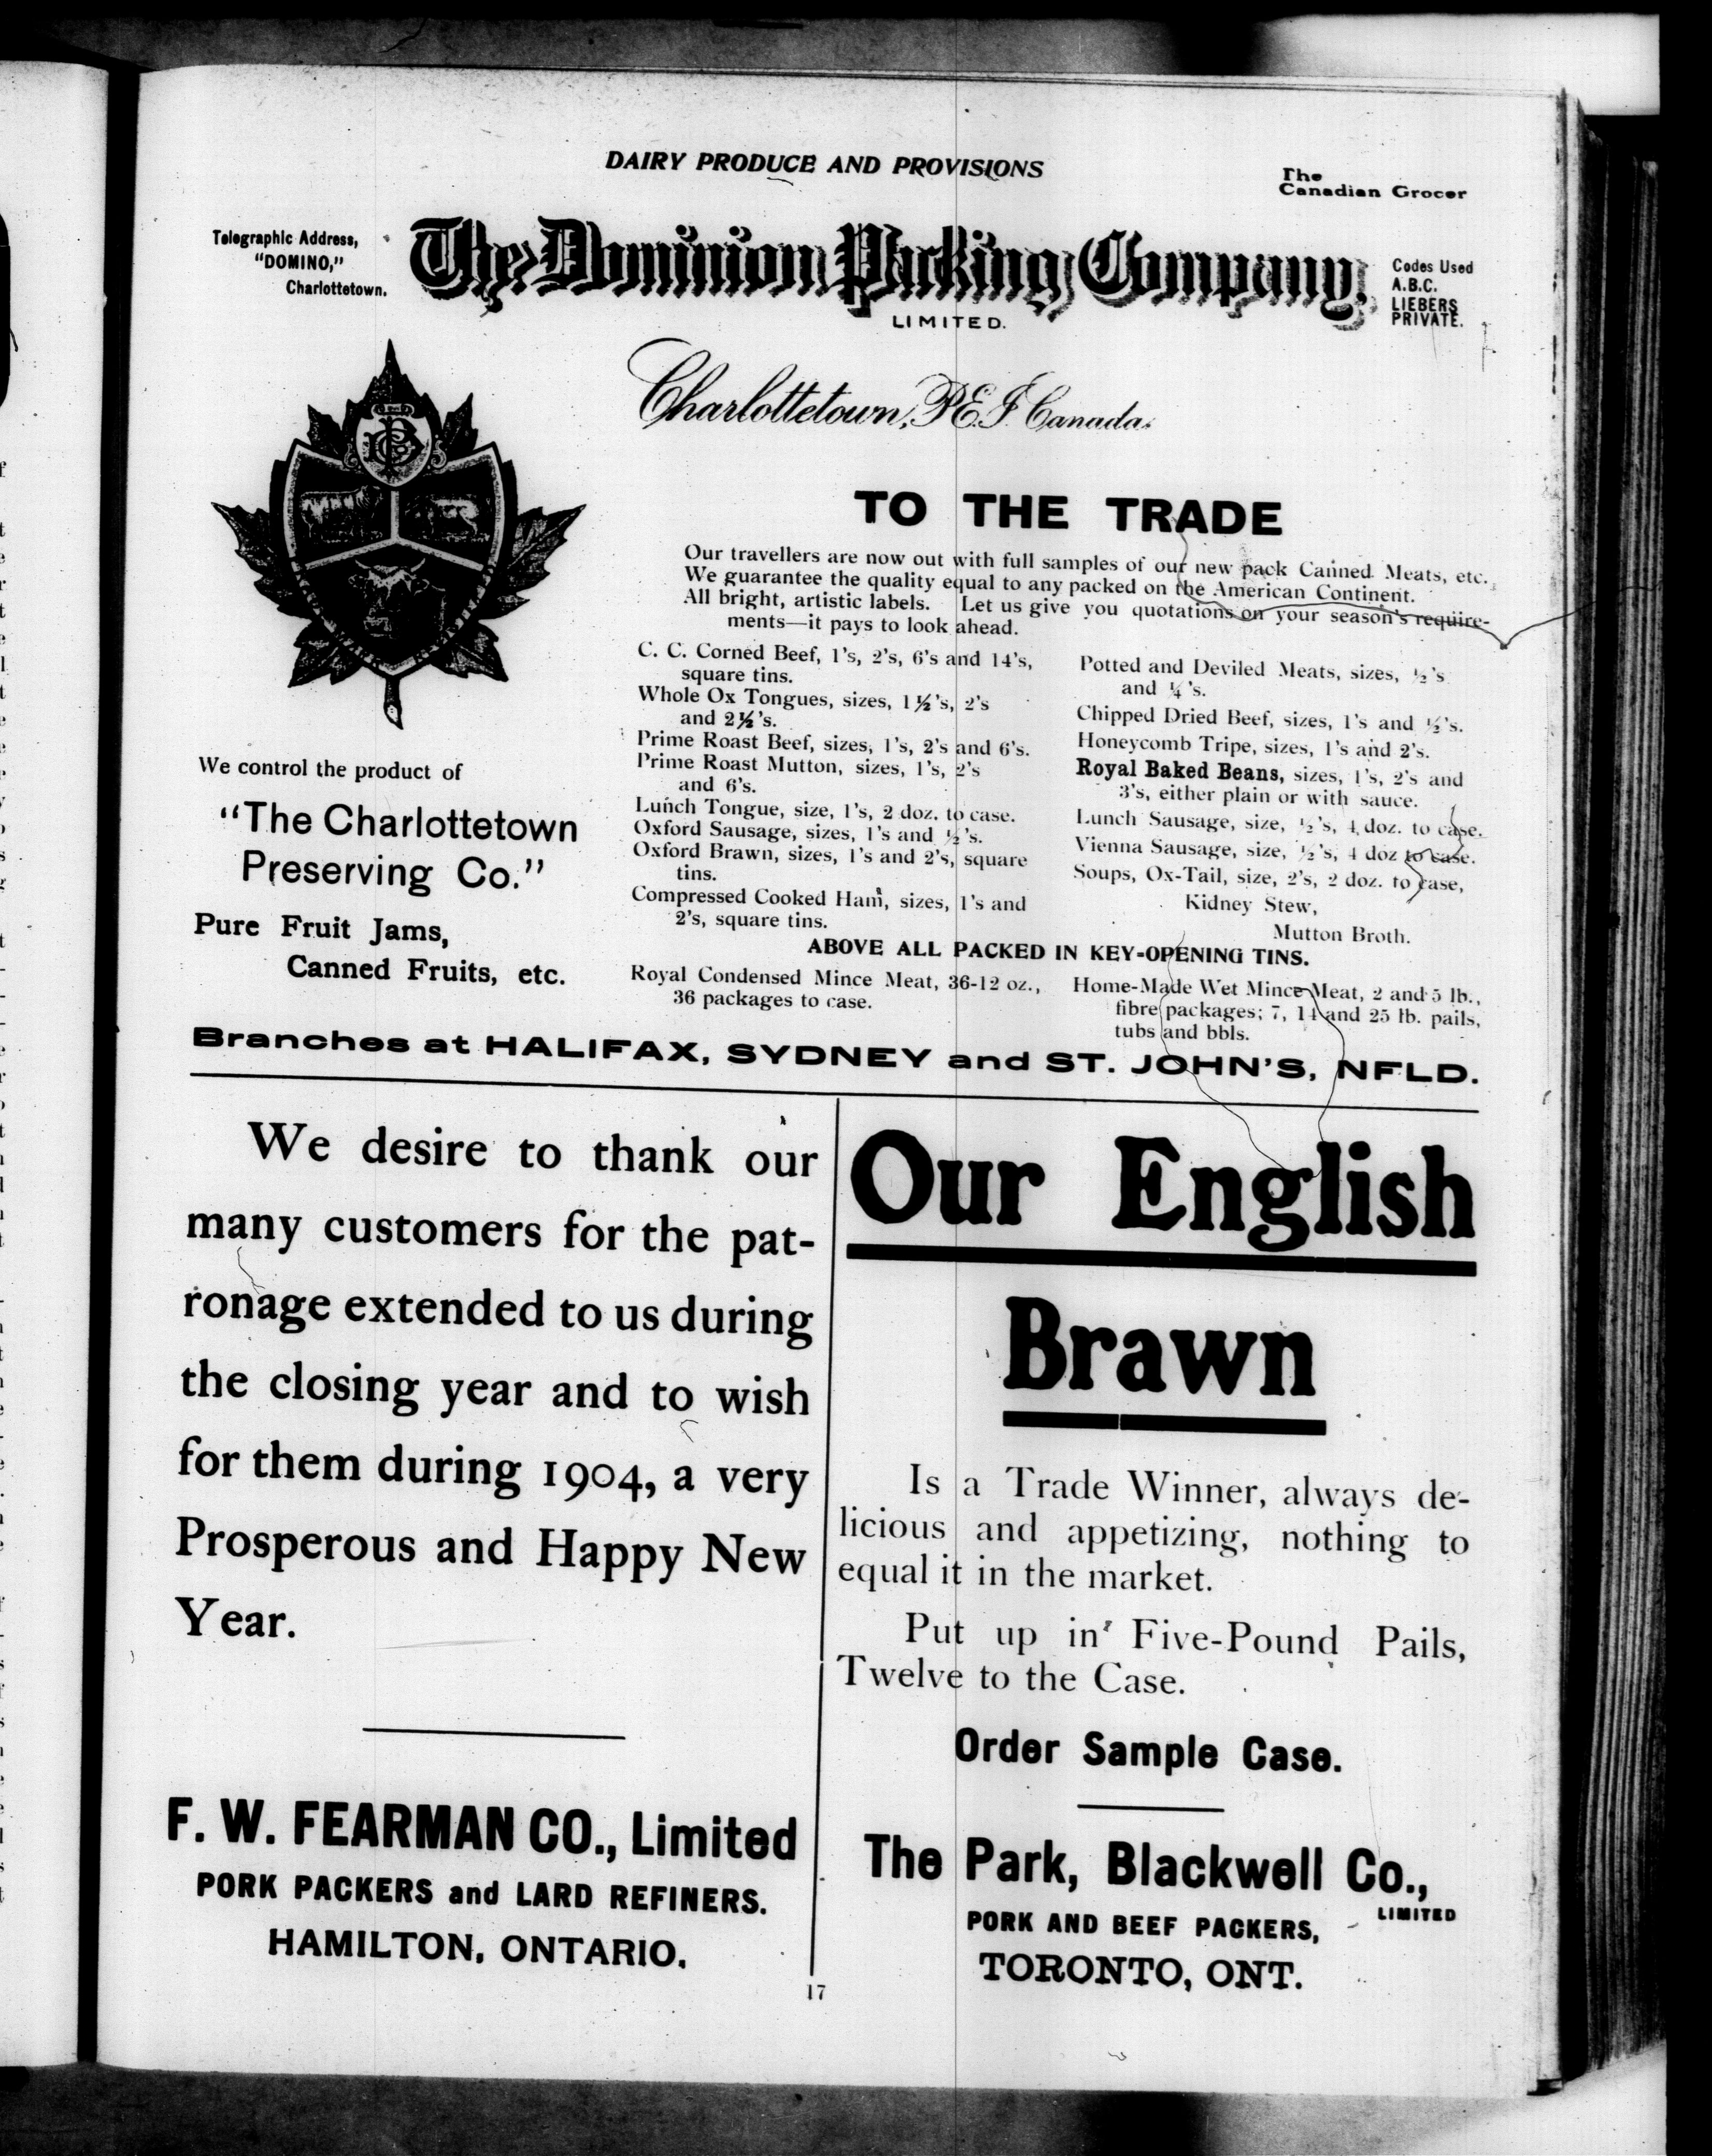 DAIRY PRODUCE AND PROVISIONS
The
Canadian Grocer
Telegraphic Address,
"DOMINO,"
Charlottetown.
The Dominion Packing Company,
LIMITED.
Codes Used
A.B.C.
LIEBERS
PRIVATE.
Charlottetown, P.E.I. Canada.
TO THE TRADE
Our travellers are now out with full samples of our new pack Canned Meats, etc.
We guarantee the quality equal to any packed on the American Continent.
All bright, artistic labels. Let us give you quotations on your season's require-
ments—it pays to look ahead.
C. C. Corned Beef, 1's, 2's, 6's and 14's,
square tins.
Whole Ox Tongues, sizes, 1½'s, 2's
and 2½'s.
Prime Roast Beef, sizes, 1's, 2's and 6's.
Prime Roast Mutton, sizes, 1's, 2's
and 6's.
Lunch Tongue, size, 1's, 2 doz. to case.
Oxford Sausage, sizes, 1's and ½'s.
Oxford Brawn, sizes, 1's and 2's, square
tins.
Compressed Cooked Ham, sizes, 1's and
2's, square tins.
Potted and Deviled Meats, sizes, ½'s
and ¼'s.
Chipped Dried Beef, sizes, 1's and ½'s.
Honeycomb Tripe, sizes, 1's and 2's.
Royal Baked Beans, sizes, 1's, 2's and
3's, either plain or with sauce.
Lunch Sausage, size, ½'s, 4 doz. to case.
Vienna Sausage, size, ½'s, 4 doz to case.
Soups, Ox-Tail, size, 2's, 2 doz. to case,
Kidney Stew,
Mutton Broth.
ABOVE ALL PACKED IN KEY-OPENING TINS.
Royal Condensed Mince Meat, 36-12 oz.,
36 packages to case.
Home-Made Wet Mince Meat, 2 and 5 lb.,
fibre packages; 7, 14 and 25 lb. pails,
tubs and bbls.
We control the product of
"The Charlottetown
Preserving Co."
Pure Fruit Jams,
Canned Fruits, etc.
Branches at HALIFAX, SYDNEY and ST. JOHN'S, NFLD.
We desire to thank our
many customers for the pat-
ronage extended to us during
the closing year and to wish
for them during 1904, a very
Prosperous and Happy New
Year.
F. W. FEARMAN CO., Limited
PORK PACKERS and LARD REFINERS.
HAMILTON, ONTARIO.
Our English
Brawn
Is a Trade Winner, always de-
licious and appetizing, nothing to
equal it in the market.
Put up in Five-Pound Pails,
Twelve to the Case.
Order Sample Case.
The Park, Blackwell Co.,
LIMITED
PORK AND BEEF PACKERS,
TORONTO, ONT.
17